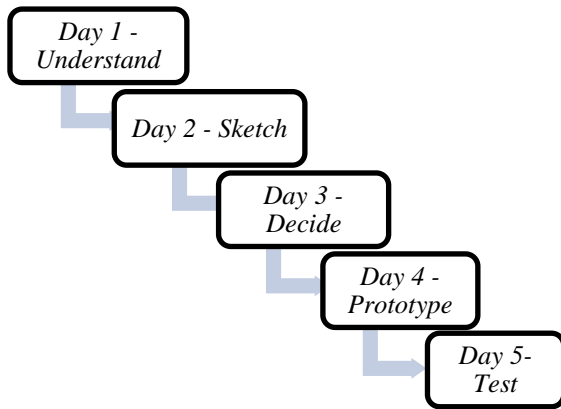 Day 1 -
Understand
Day 2 - Sketch
Day 3 -
Decide
Day 4 -
Prototype
Day 5-
Test